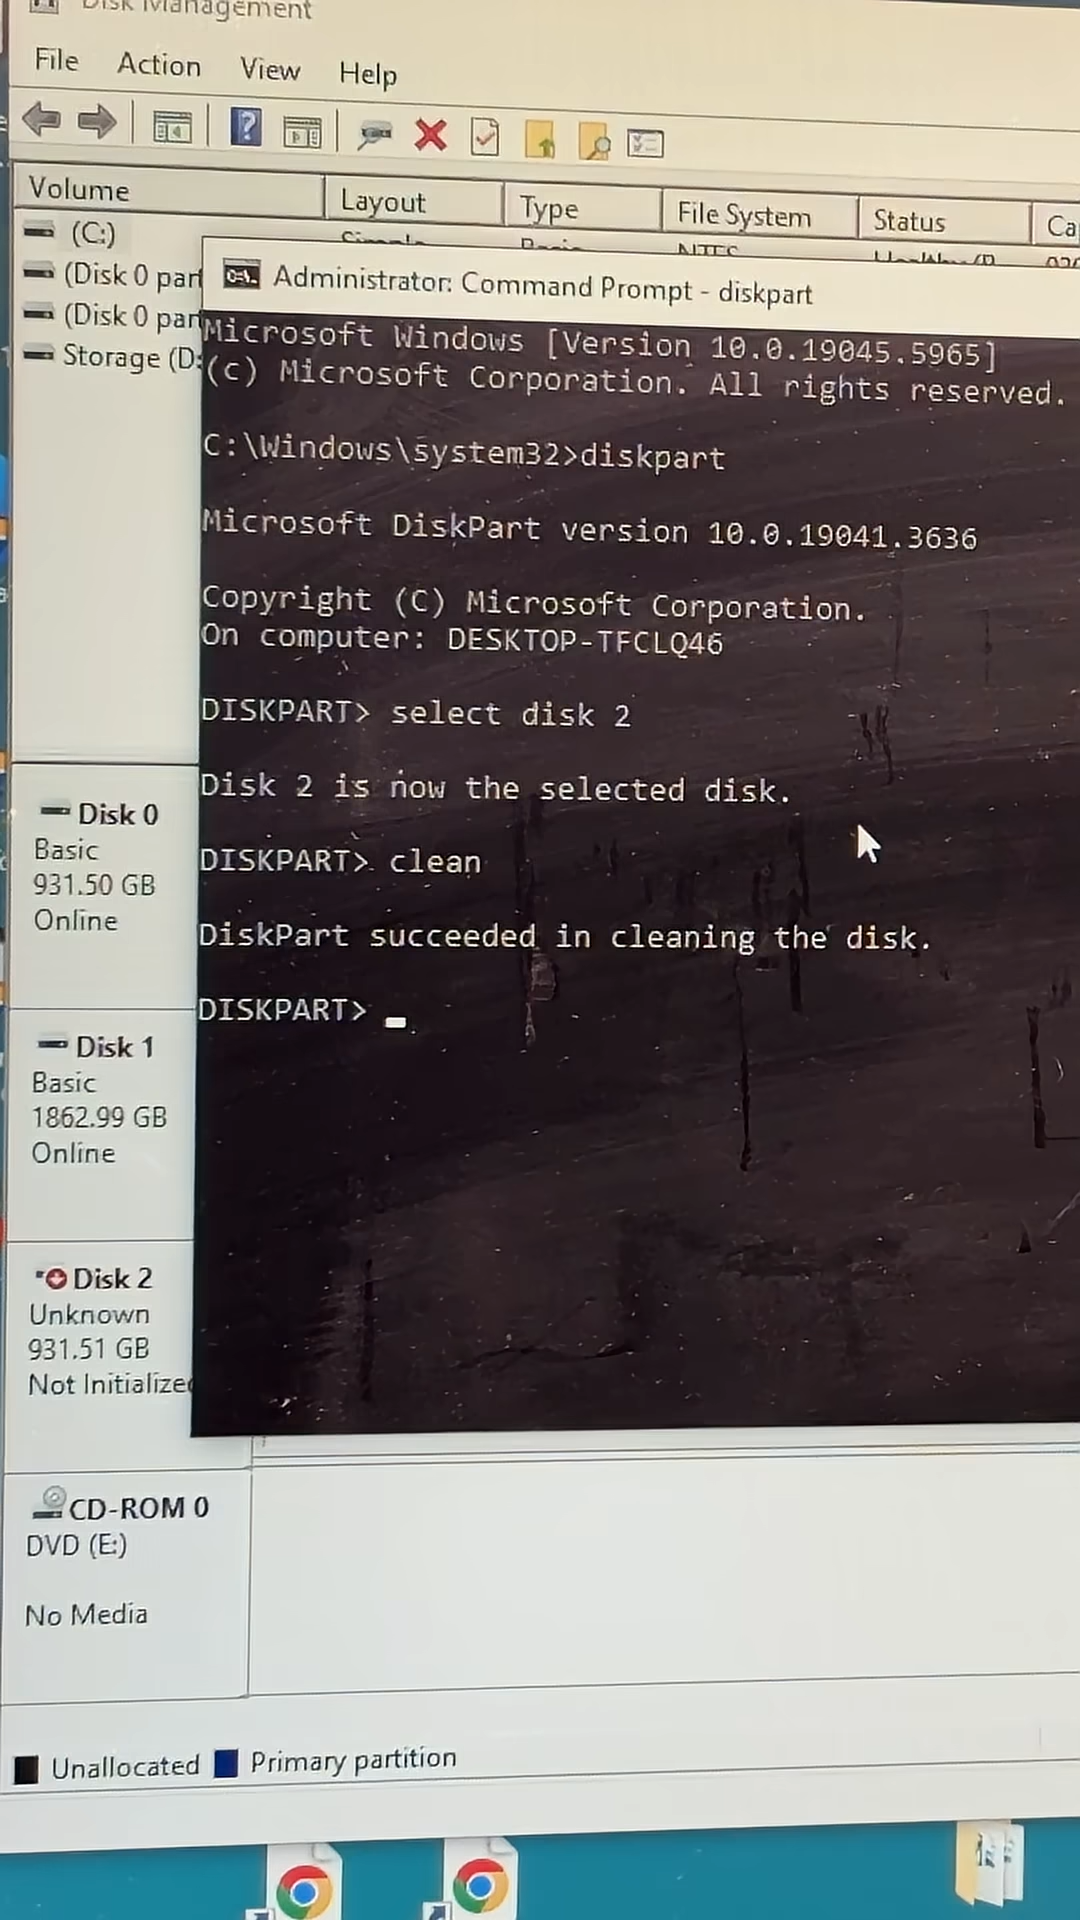 Disk Management
File Action View Help
Volume Layout Type File System Status Ca
(C:)
(Disk 0 part
(Disk 0 part
Storage (D:
Administrator: Command Prompt - diskpart
Microsoft Windows [Version 10.0.19045.5965]
(c) Microsoft Corporation. All rights reserved.
C:\Windows\system32>diskpart
Microsoft DiskPart version 10.0.19041.3636
Copyright (C) Microsoft Corporation.
On computer: DESKTOP-TFCLQ46
DISKPART> select disk 2
Disk 2 is now the selected disk.
DISKPART> clean
DiskPart succeeded in cleaning the disk.
DISKPART>
Disk 0
Basic
931.50 GB
Online
Disk 1
Basic
1862.99 GB
Online
Disk 2
Unknown
931.51 GB
Not Initialized
CD-ROM 0
DVD (E:)
No Media
Unallocated Primary partition